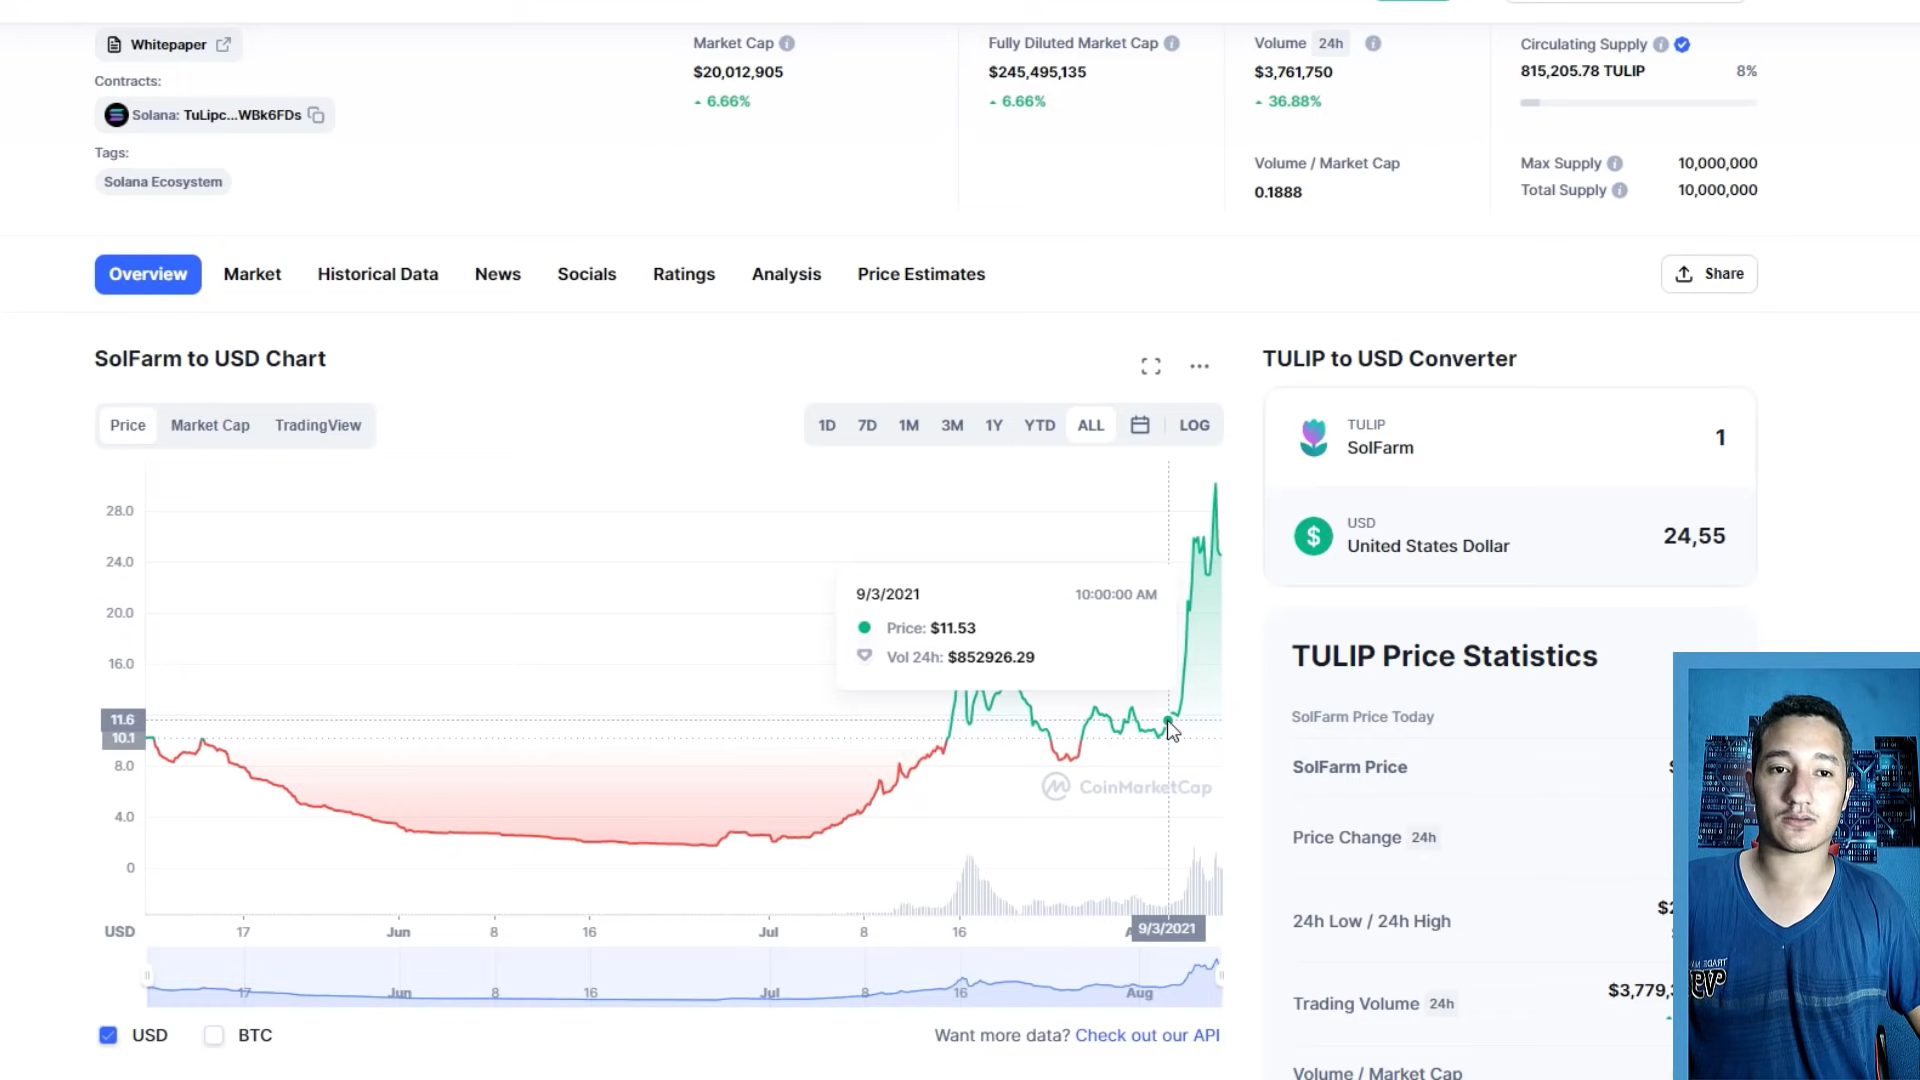 Whitepaper
Contracts:
Solana: TuLipc...WBk6FDs
Tags:
Solana Ecosystem
Market Cap
$20,012,905
6.66%
Fully Diluted Market Cap
$245,495,135
6.66%
Volume 24h
$3,761,750
36.88%
Volume / Market Cap
0.1888
Circulating Supply
815,205.78 TULIP 8%
Max Supply 10,000,000
Total Supply 10,000,000
Overview Market Historical Data News Socials Ratings Analysis Price Estimates Share
SolFarm to USD Chart
Price Market Cap TradingView
1D 7D 1M 3M 1Y YTD ALL LOG
28.0
24.0
20.0
16.0
11.6
10.1
8.0
4.0
0
9/3/2021 10:00:00 AM
Price: $11.53
Vol 24h: $852926.29
CoinMarketCap
USD 17 Jun 8 16 Jul 8 16 A 9/3/2021
17 Jun 8 16 Jul 8 16 Aug
USD BTC
Want more data? Check out our API
TULIP to USD Converter
TULIP
SolFarm 1
$
USD
United States Dollar 24,55
TULIP Price Statistics
SolFarm Price Today
SolFarm Price
Price Change 24h
24h Low / 24h High $2
Trading Volume 24h $3,779,
Volume / Market Cap